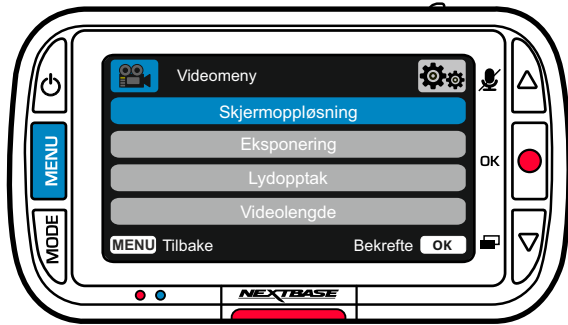 Videomeny
Skjermoppløsning
Eksponering
Lydopptak
Videolengde
MENU Tilbake
Bekrefte OK
MENU
MODE
OK
NEXTBASE